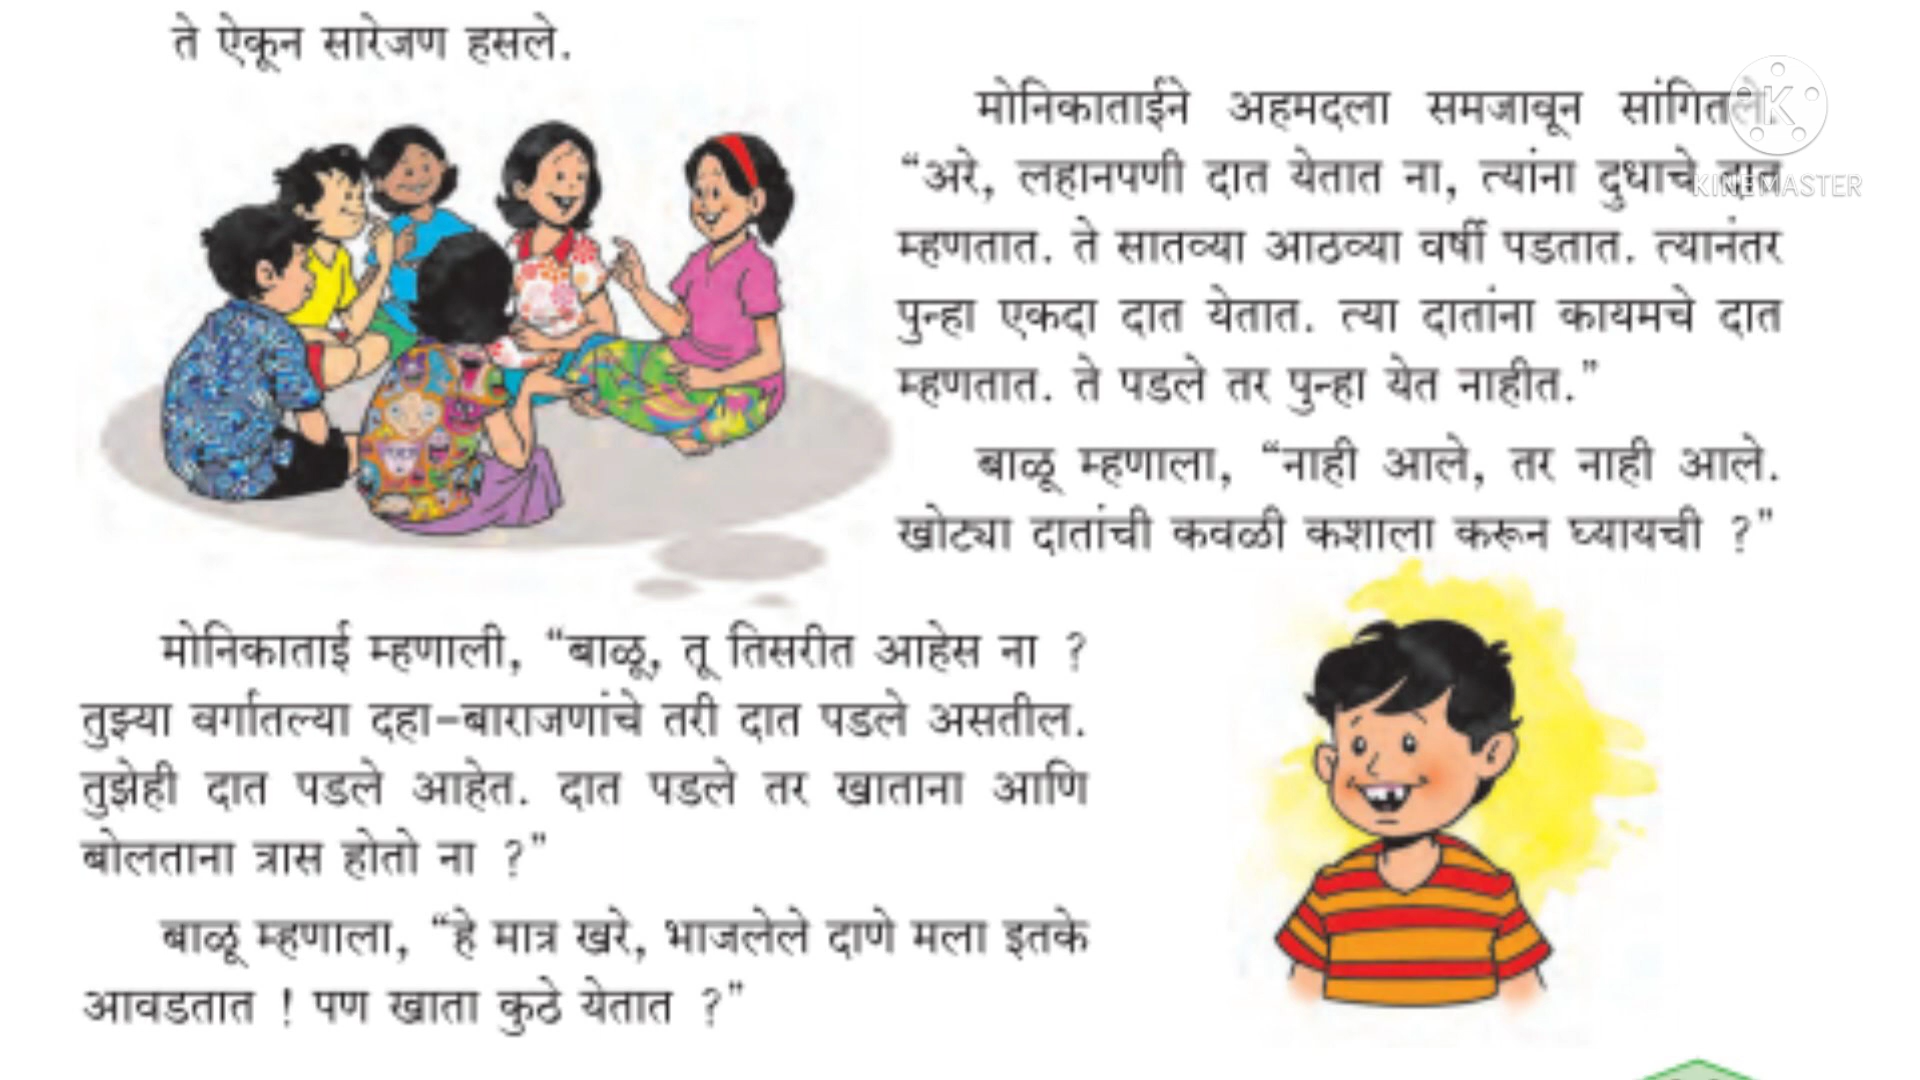 ते ऐकून सारेजण हसले.
मोनिकाताईने अहमदला समजावून सांगितले,
“अरे, लहानपणी दात येतात ना, त्यांना दुधाचे दात
म्हणतात. ते सातव्या आठव्या वर्षी पडतात. त्यानंतर
पुन्हा एकदा दात येतात. त्या दातांना कायमचे दात
म्हणतात. ते पडले तर पुन्हा येत नाहीत.”
बाळू म्हणाला, “नाही आले, तर नाही आले.
खोट्या दातांची कवळी कशाला करून घ्यायची ?”
मोनिकाताई म्हणाली, “बाळू, तू तिसरीत आहेस ना ?
तुझ्या वर्गातल्या दहा-बाराजणांचे तरी दात पडले असतील.
तुझेही दात पडले आहेत. दात पडले तर खाताना आणि
बोलताना त्रास होतो ना ?”
बाळू म्हणाला, “हे मात्र खरे, भाजलेले दाणे मला इतके
आवडतात ! पण खाता कुठे येतात ?”
K
KINEMASTER